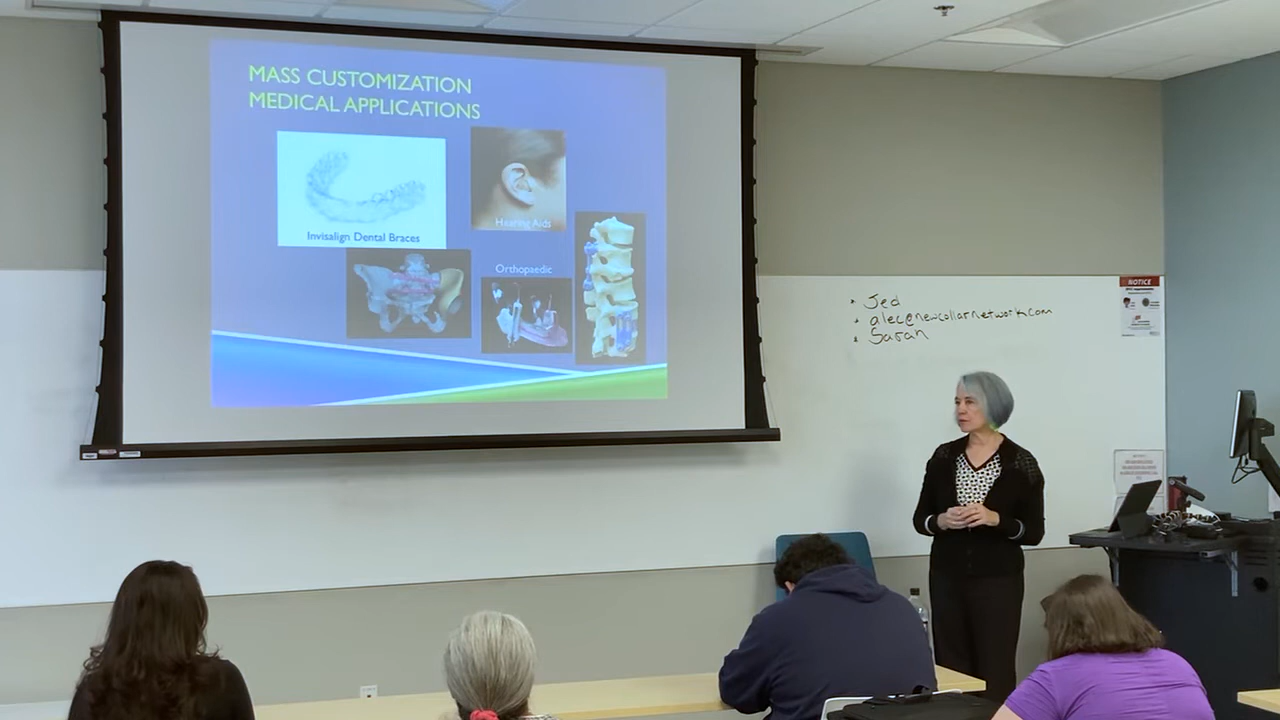 MASS CUSTOMIZATION
MEDICAL APPLICATIONS
Hearing Aids
Invisalign Dental Braces
Orthopaedic
• Jed
• alec@newcollarnetwork.com
• Sarah
NOTICE